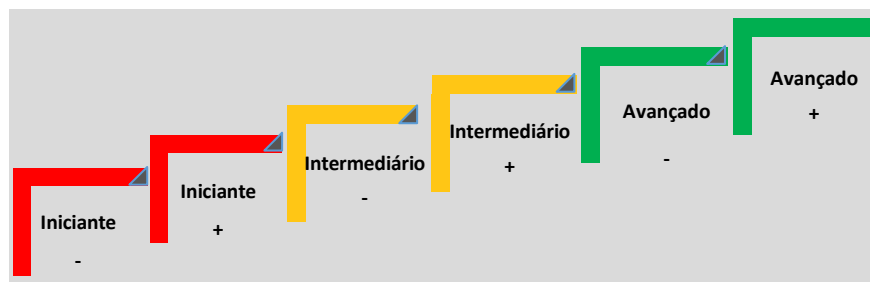 Iniciante
-
Iniciante
+
Intermediário
-
Intermediário
+
Avançado
-
Avançado
+